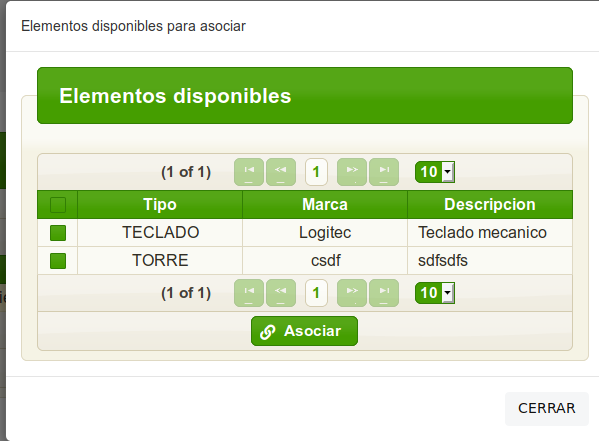 Elementos disponibles para asociar
Elementos disponibles
(1 of 1) 1 10
Tipo Marca Descripcion
TECLADO Logitec Teclado mecanico
TORRE csdf sdfsdfs
(1 of 1) 1 10
Asociar
CERRAR